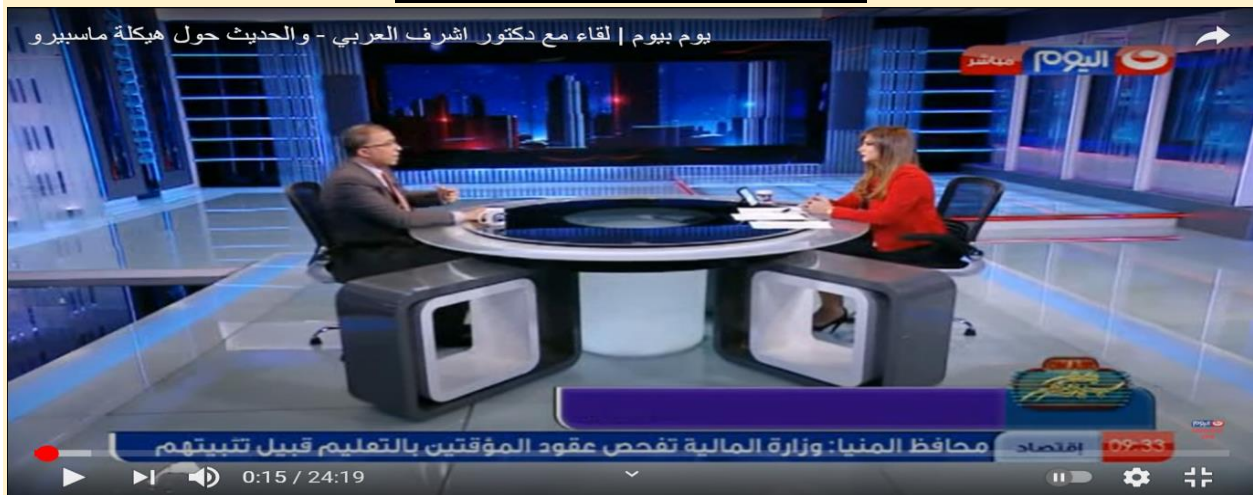 يوم بيوم | لقاء مع دكتور اشرف العربي - والحديث حول هيكلة ماسبيرو
اليوم مباشر
09:33 إقتصاد محافظ المنيا: وزارة المالية تفحص عقود المؤقتين بالتعليم قبيل تثبيتهم
0:15 / 24:19